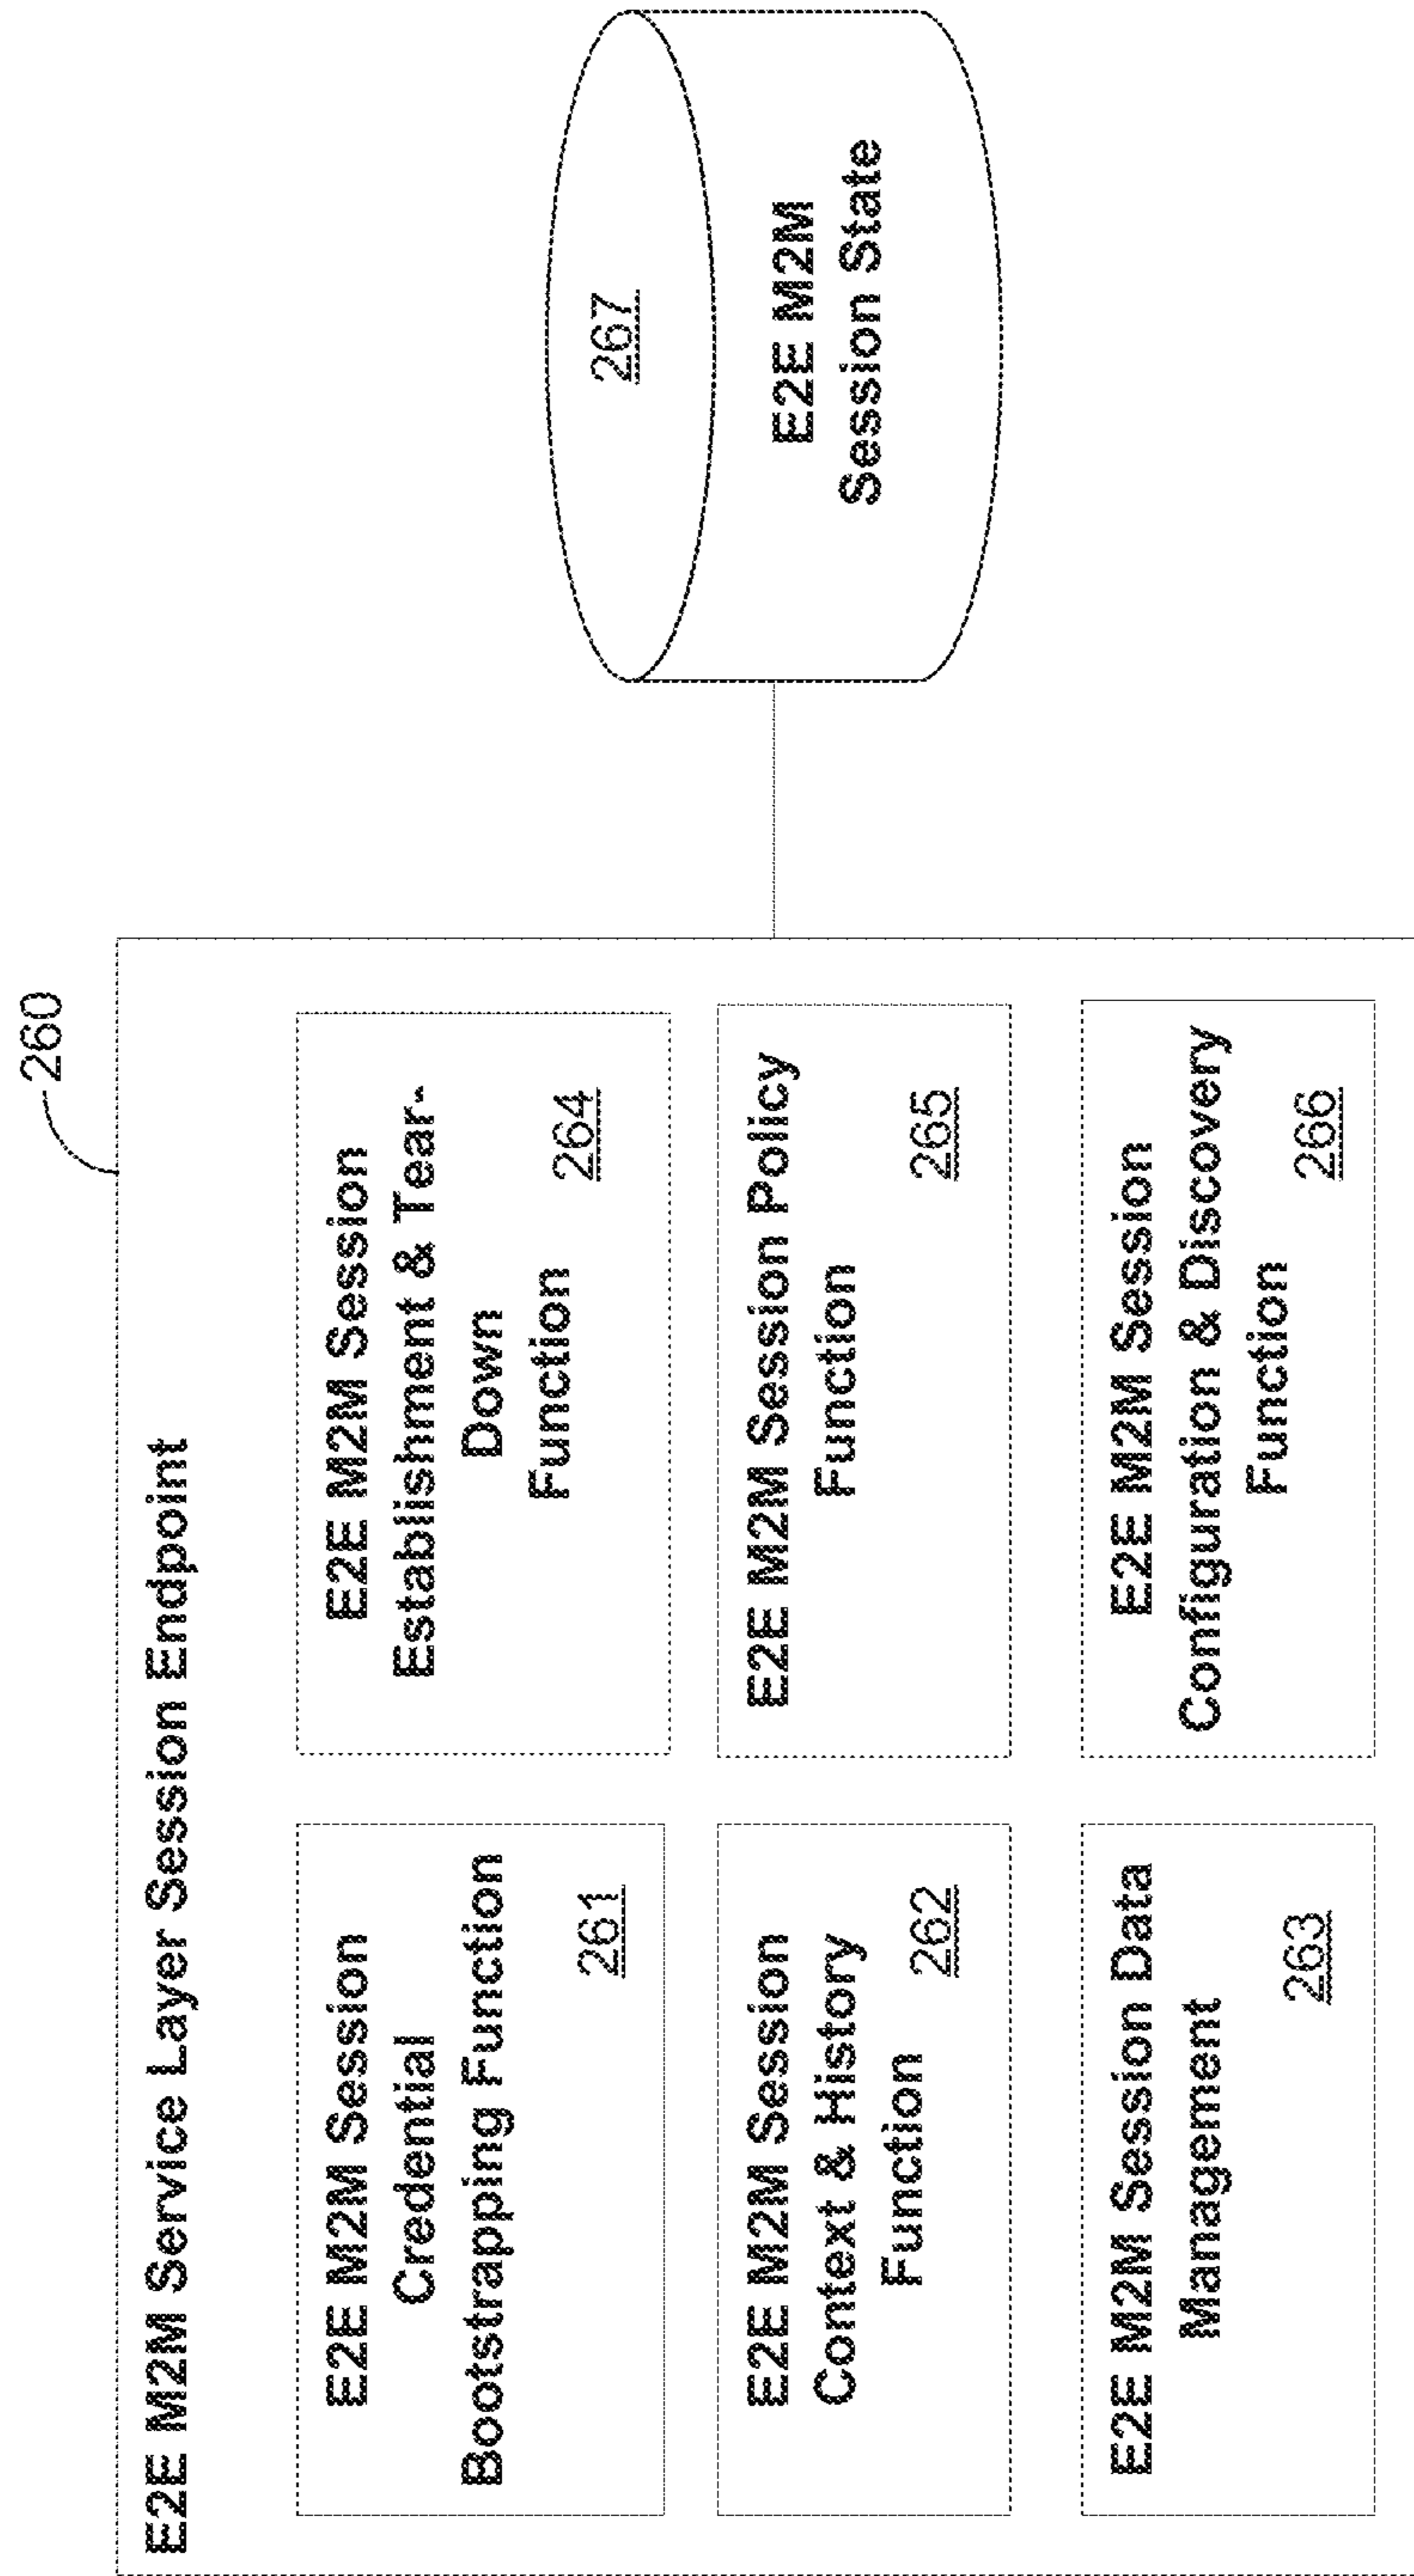 260
E2E M2M Service Layer Session Endpoint
E2E M2M Session
Credential
Bootstrapping Function
261
E2E M2M Session
Establishment & Tear-
Down
Function
264
E2E M2M Session
Context & History
Function
262
E2E M2M Session Policy
Function
265
E2E M2M Session Data
Management
263
E2E M2M Session
Configuration & Discovery
Function
266
267
E2E M2M
Session State